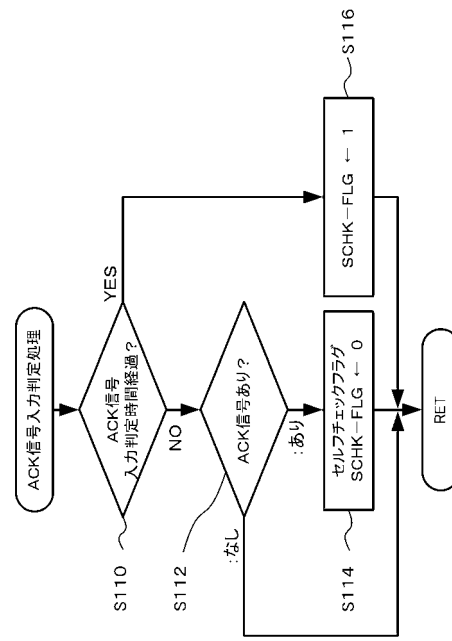 ACK信号入力判定処理
ACK信号
入力判定時間経過?
YES
S110
NO
ACK信号あり?
S112
:なし
:あり
セルフチェックフラグ
SCHK-FLG ← 0
S114
SCHK-FLG ← 1
S116
RET